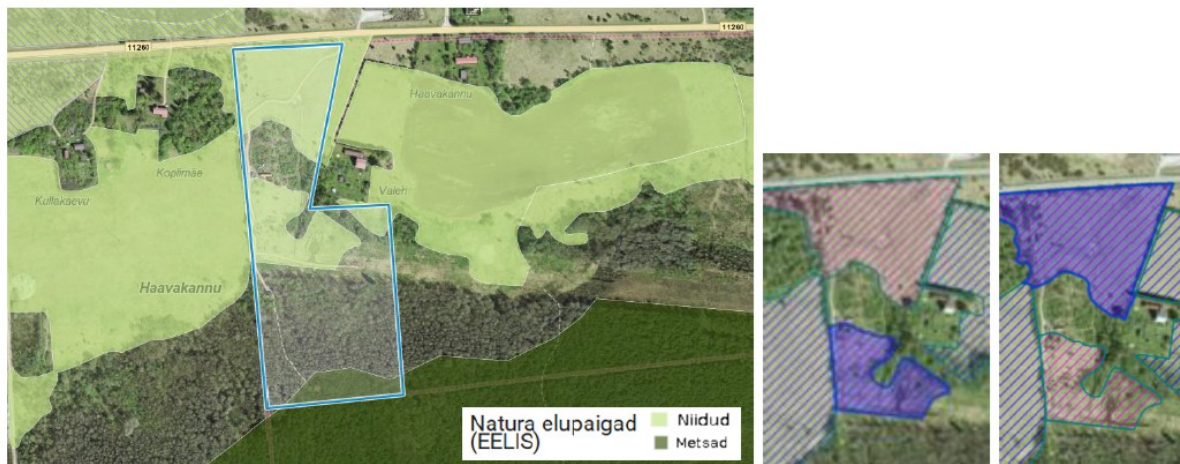 11260
11260
Haavakannu
Koplimäe
Kullakaevu
Valeh
Haavakannu
Natura elupaigad
(EELIS)
Niidud
Metsad